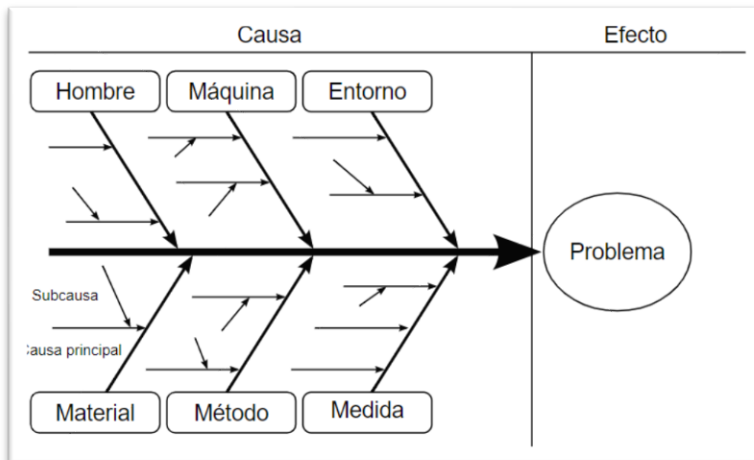 Causa
Efecto
Hombre
Máquina
Entorno
Problema
Subcausa
ausa principal
Material
Método
Medida